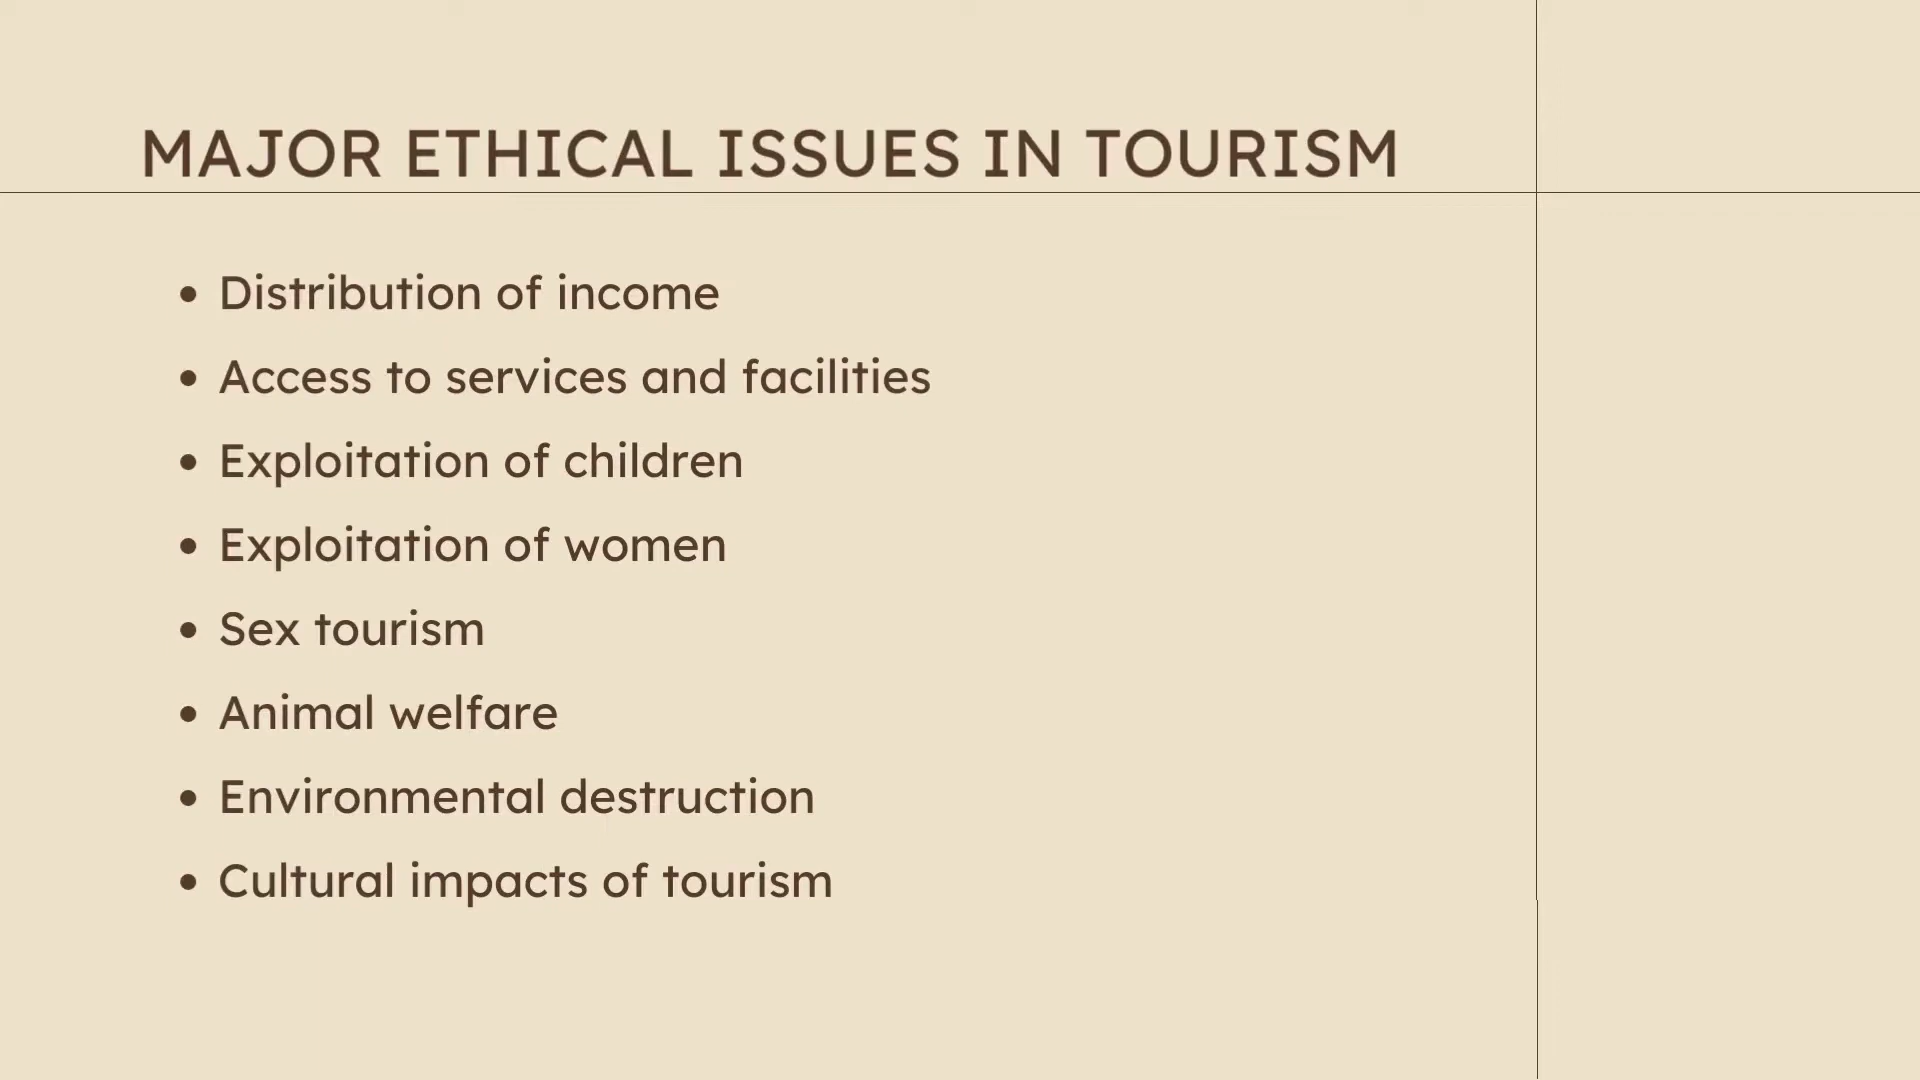 MAJOR ETHICAL ISSUES IN TOURISM
• Distribution of income
• Access to services and facilities
• Exploitation of children
• Exploitation of women
• Sex tourism
• Animal welfare
• Environmental destruction
• Cultural impacts of tourism